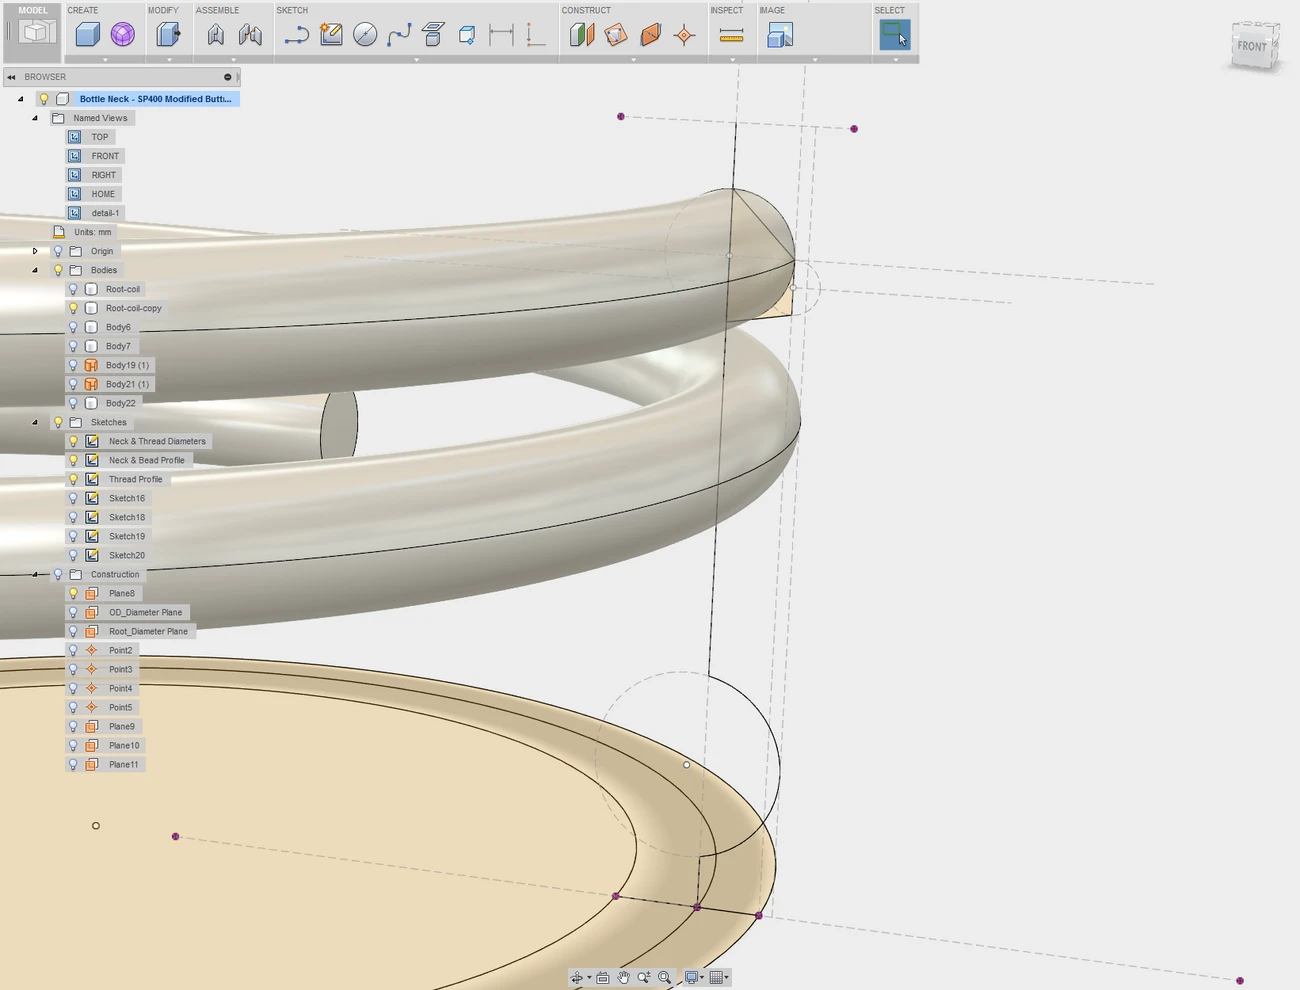 MODEL
CREATE
MODIFY
ASSEMBLE
SKETCH
CONSTRUCT
INSPECT
IMAGE
SELECT
FRONT
BROWSER
Bottle Neck - SP400 Modified Butt...
Named Views
TOP
FRONT
RIGHT
HOME
detail-1
Units: mm
Origin
Bodies
Root-coil
Root-coil-copy
Body6
Body7
Body19 (1)
Body21 (1)
Body22
Sketches
Neck & Thread Diameters
Neck & Bead Profile
Thread Profile
Sketch16
Sketch18
Sketch19
Sketch20
Construction
Plane8
OD_Diameter Plane
Root_Diameter Plane
Point2
Point3
Point4
Point5
Plane9
Plane10
Plane11